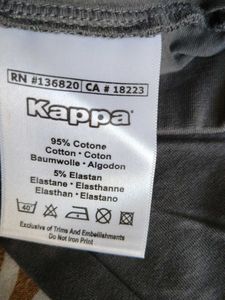 RN #136820 CA # 18223
Kappa
95% Cotone
Cotton • Coton
Baumwolle • Algodon
5% Elastan
Elastane • Elasthanne
Elasthan • Elastano
40°
Exclusive of Trims And Embellishments
Do Not Iron Print